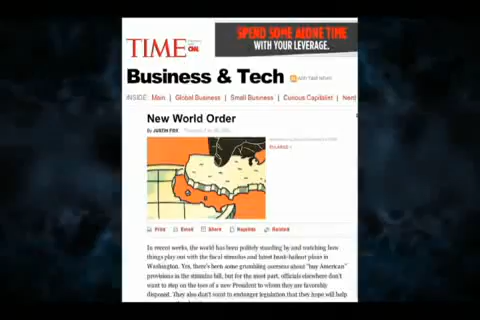 SPEND SOME ALONE TIME
WITH YOUR LEVERAGE.
TIME
CNN
Business & Tech
INSIDE: Main | Global Business | Small Business | Curious Capitalist | Nerd
New World Order
By JUSTIN FOX
ENLARGE +
Print Email Share Reprints Related
In recent weeks, the world has been politely standing by and watching how
things play out with the fiscal stimulus and latest bank-bailout plans in
Washington. Yes, there's been some grumbling overseas about "buy American"
provisions in the stimulus bill, but for the most part, officials elsewhere don't
want to step on the toes of a new President to whom they are favorably
disposed. They also don't want to endanger legislation that they hope will help